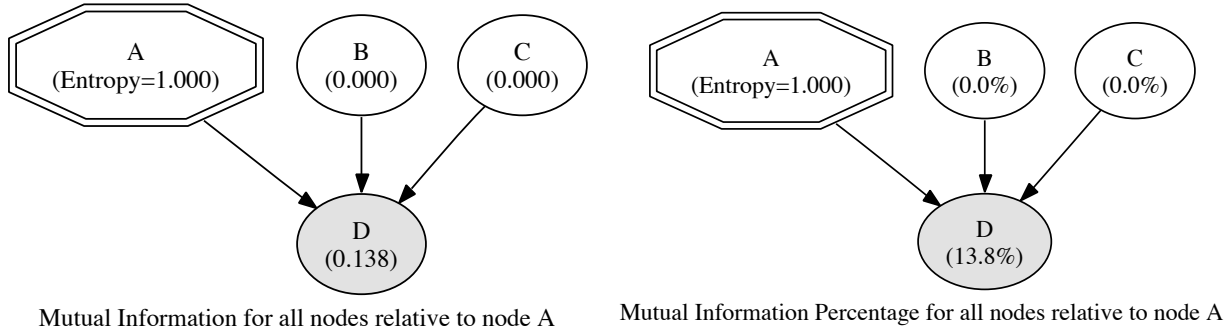 A
(Entropy=1.000)
B
(0.000)
C
(0.000)
D
(0.138)
Mutual Information for all nodes relative to node A
A
(Entropy=1.000)
B
(0.0%)
C
(0.0%)
D
(13.8%)
Mutual Information Percentage for all nodes relative to node A